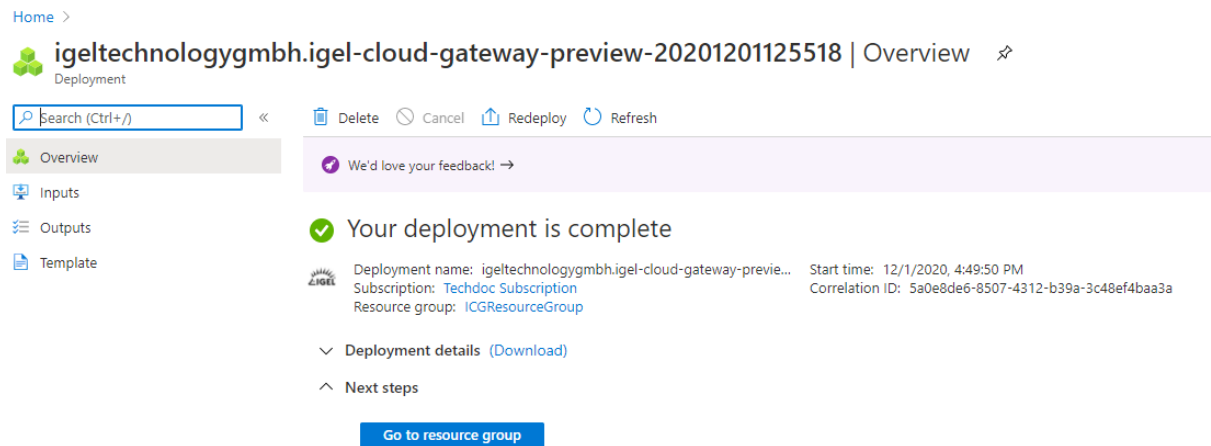 Home >
igeltechnologygmbh.igel-cloud-gateway-preview-20201201125518 | Overview
Deployment
Search (Ctrl+/)
«
Delete Cancel Redeploy Refresh
Overview
We'd love your feedback! →
Inputs
Outputs
Template
Your deployment is complete
IGEL
Deployment name: igeltechnologygmbh.igel-cloud-gateway-previe...
Subscription: Techdoc Subscription
Resource group: ICGResourceGroup
Start time: 12/1/2020, 4:49:50 PM
Correlation ID: 5a0e8de6-8507-4312-b39a-3c48ef4baa3a
Deployment details (Download)
Next steps
Go to resource group